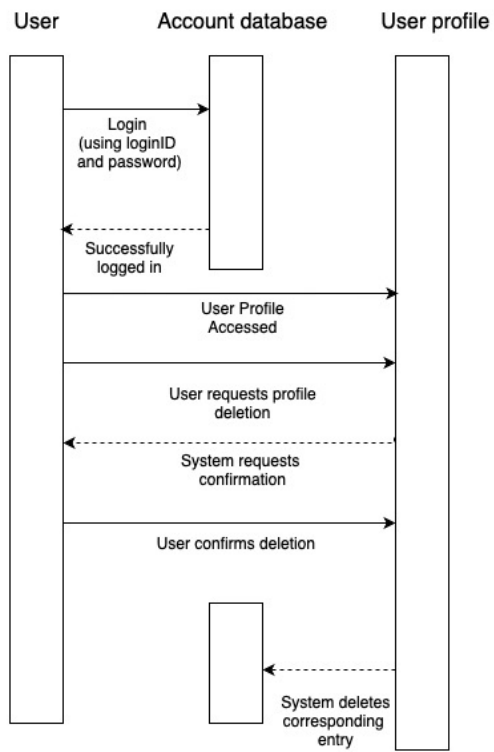 User
Account database
User profile
Login
(using loginID
and password)
Successfully
logged in
User Profile
Accessed
User requests profile
deletion
System requests
confirmation
User confirms deletion
System deletes
corresponding
entry